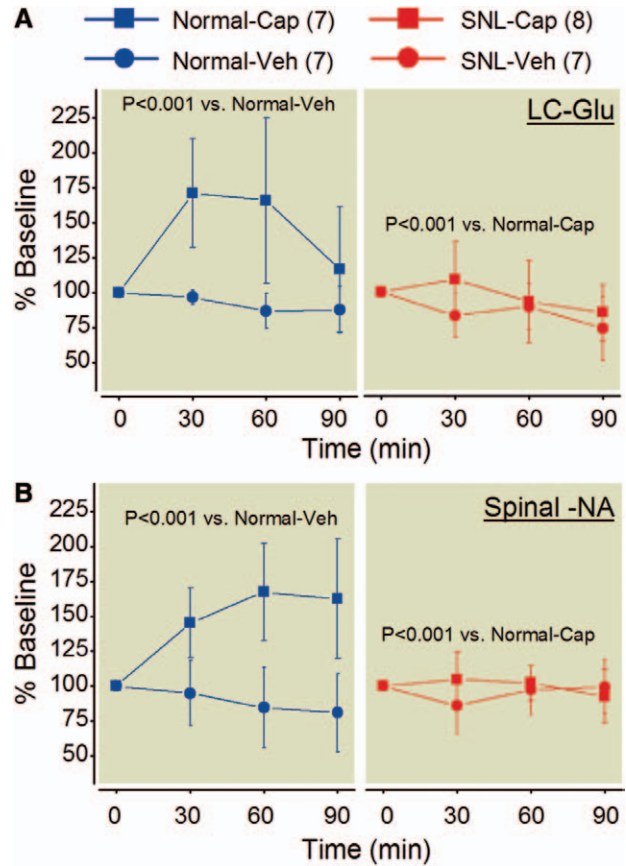 A
Normal-Cap (7)
SNL-Cap (8)
Normal-Veh (7)
SNL-Veh (7)
P<0.001 vs. Normal-Veh
LC-Glu
P<0.001 vs. Normal-Cap
% Baseline
225
200
175
150
125
100
75
50
0 30 60 90 0 30 60 90
Time (min)
B
P<0.001 vs. Normal-Veh
Spinal -NA
P<0.001 vs. Normal-Cap
% Baseline
225
200
175
150
125
100
75
50
0 30 60 90 0 30 60 90
Time (min)